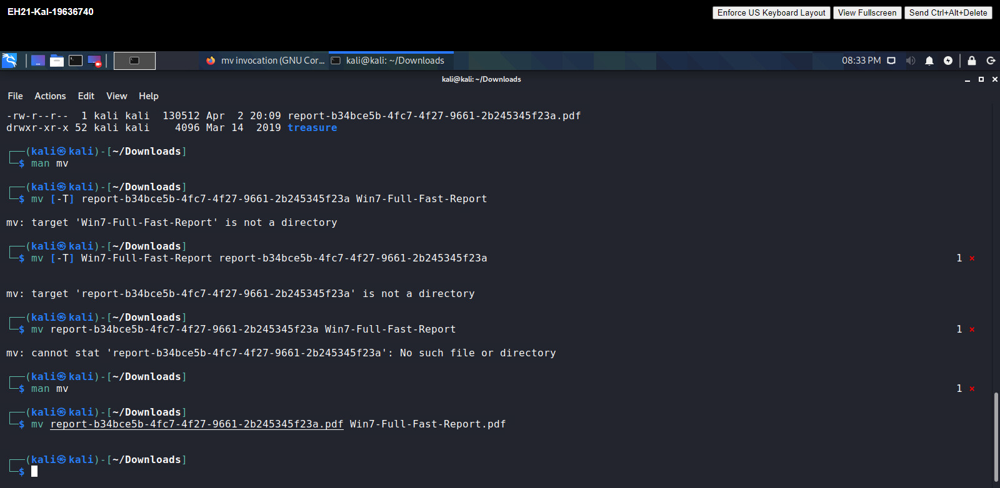 EH21-Kal-19636740
Enforce US Keyboard Layout View Fullscreen Send Ctrl+Alt+Delete
mv invocation (GNU Cor... kali@kali: ~/Downloads 08:33 PM
kali@kali: ~/Downloads
File Actions Edit View Help
-rw-r--r--  1 kali kali  130512 Apr  2 20:09 report-b34bce5b-4fc7-4f27-9661-2b245345f23a.pdf
drwxr-xr-x 52 kali kali    4096 Mar 14  2019 treasure
┌──(kali㉿kali)-[~/Downloads]
└─$ man mv
┌──(kali㉿kali)-[~/Downloads]
└─$ mv [-T] report-b34bce5b-4fc7-4f27-9661-2b245345f23a Win7-Full-Fast-Report
mv: target 'Win7-Full-Fast-Report' is not a directory
┌──(kali㉿kali)-[~/Downloads]
└─$ mv [-T] Win7-Full-Fast-Report report-b34bce5b-4fc7-4f27-9661-2b245345f23a 1 ⨯
mv: target 'report-b34bce5b-4fc7-4f27-9661-2b245345f23a' is not a directory
┌──(kali㉿kali)-[~/Downloads]
└─$ mv report-b34bce5b-4fc7-4f27-9661-2b245345f23a Win7-Full-Fast-Report 1 ⨯
mv: cannot stat 'report-b34bce5b-4fc7-4f27-9661-2b245345f23a': No such file or directory
┌──(kali㉿kali)-[~/Downloads]
└─$ man mv 1 ⨯
┌──(kali㉿kali)-[~/Downloads]
└─$ mv report-b34bce5b-4fc7-4f27-9661-2b245345f23a.pdf Win7-Full-Fast-Report.pdf
┌──(kali㉿kali)-[~/Downloads]
└─$